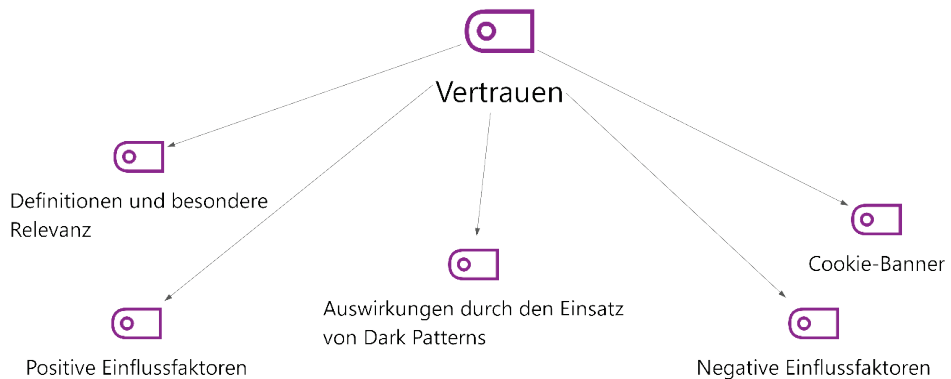 Vertrauen
Definitionen und besondere
Relevanz
Cookie-Banner
Auswirkungen durch den Einsatz
von Dark Patterns
Positive Einflussfaktoren
Negative Einflussfaktoren